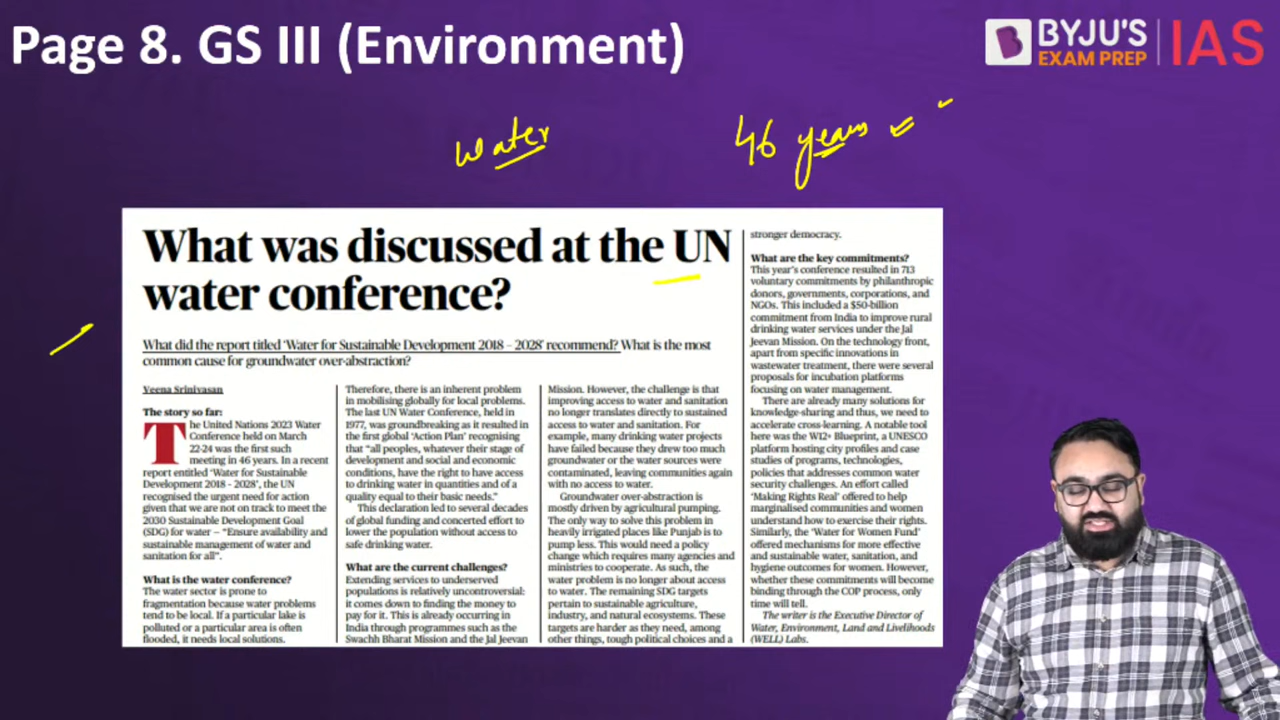 Page 8. GS III (Environment)
BYJU'S
EXAM PREP
IAS
water
46 years
What was discussed at the UN
water conference?
What did the report titled ‘Water for Sustainable Development 2018 – 2028’ recommend? What is the most
common cause for groundwater over-abstraction?
Veena Srinivasan
The story so far:
The United Nations 2023 Water
Conference held on March
22-24 was the first such
meeting in 46 years. In a recent
report entitled ‘Water for Sustainable
Development 2018 - 2028’, the UN
recognised the urgent need for action
given that we are not on track to meet the
2030 Sustainable Development Goal
(SDG) for water — “Ensure availability and
sustainable management of water and
sanitation for all”.
What is the water conference?
The water sector is prone to
fragmentation because water problems
tend to be local. If a particular lake is
polluted or a particular area is often
flooded, it needs local solutions.
Therefore, there is an inherent problem
in mobilising globally for local problems.
The last UN Water Conference, held in
1977, was groundbreaking as it resulted in
the first global ‘Action Plan’ recognising
that “all peoples, whatever their stage of
development and social and economic
conditions, have the right to have access
to drinking water in quantities and of a
quality equal to their basic needs.”
This declaration led to several decades
of global funding and concerted effort to
lower the population without access to
safe drinking water.
What are the current challenges?
Extending services to underserved
populations is relatively uncontroversial:
it comes down to finding the money to
pay for it. This is already occurring in
India through programmes such as the
Swachh Bharat Mission and the Jal Jeevan
Mission. However, the challenge is that
improving access to water and sanitation
no longer translates directly to sustained
access to water and sanitation. For
example, many drinking water projects
have failed because they drew too much
groundwater or the water sources were
contaminated, leaving communities again
with no access to water.
Groundwater over-abstraction is
mostly driven by agricultural pumping.
The only way to solve this problem in
heavily irrigated places like Punjab is to
pump less. This would need a policy
change which requires many agencies and
ministries to cooperate. As such, the
water problem is no longer about access
to water. The remaining SDG targets
pertain to sustainable agriculture,
industry, and natural ecosystems. These
targets are harder as they need, among
other things, tough political choices and a
stronger democracy.
What are the key commitments?
This year’s conference resulted in 713
voluntary commitments by philanthropic
donors, governments, corporations, and
NGOs. This included a $50-billion
commitment from India to improve rural
drinking water services under the Jal
Jeevan Mission. On the technology front,
apart from specific innovations in
wastewater treatment, there were several
proposals for incubation platforms
focusing on water management.
There are already many solutions for
knowledge-sharing and thus, we need to
accelerate cross-learning. A notable tool
here was the W12+ Blueprint, a UNESCO
platform hosting city profiles and case
studies of programs, technologies,
policies that addresses common water
security challenges. An effort called
‘Making Rights Real’ offered to help
marginalised communities and women
understand how to exercise their rights.
Similarly, the ‘Water for Women Fund’
offered mechanisms for more effective
and sustainable water, sanitation, and
hygiene outcomes for women. However,
whether these commitments will become
binding through the COP process, only
time will tell.
The writer is the Executive Director of
Water, Environment, Land and Livelihoods
(WELL) Labs.